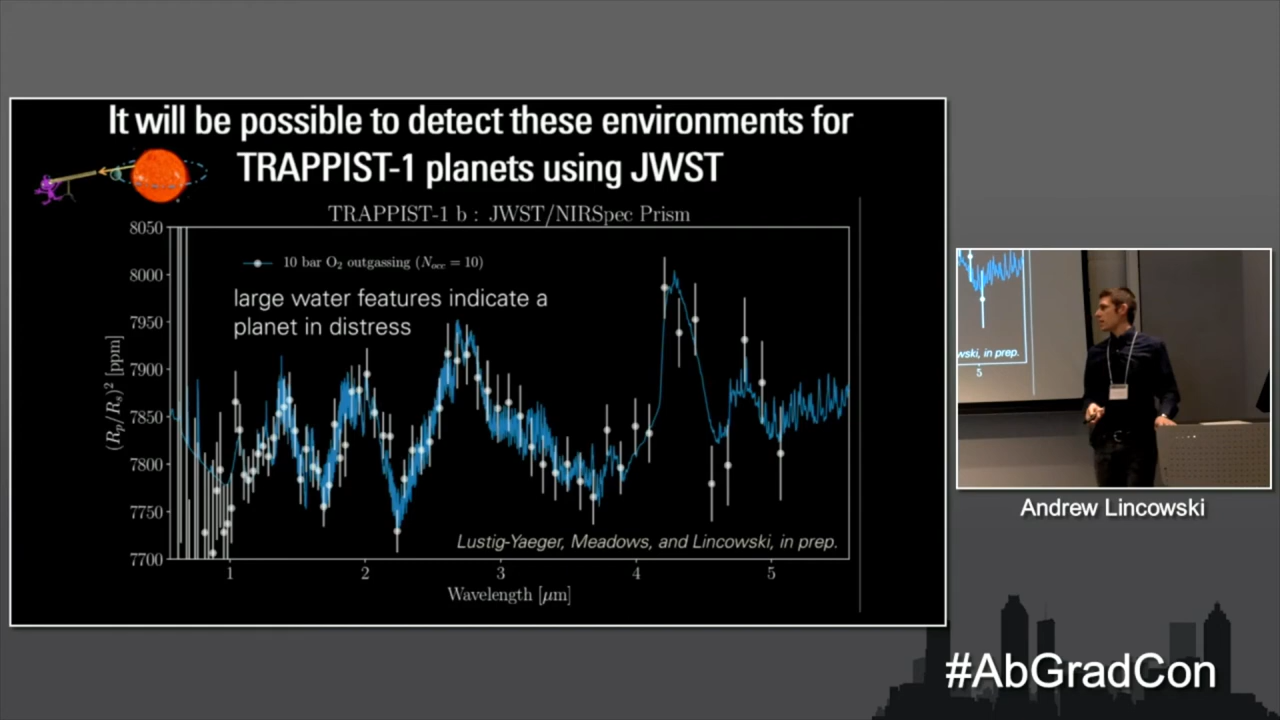 It will be possible to detect these environments for
TRAPPIST-1 planets using JWST
TRAPPIST-1 b : JWST/NIRSpec Prism
10 bar O₂ outgassing (Nₒcc = 10)
large water features indicate a
planet in distress
8050
8000
7950
7900
7850
7800
7750
7700
(Rₚ/Rₛ)² [ppm]
1
2
3
4
5
Wavelength [μm]
Lustig-Yaeger, Meadows, and Lincowski, in prep.
wski, in prep.
5
Andrew Lincowski
#AbGradCon